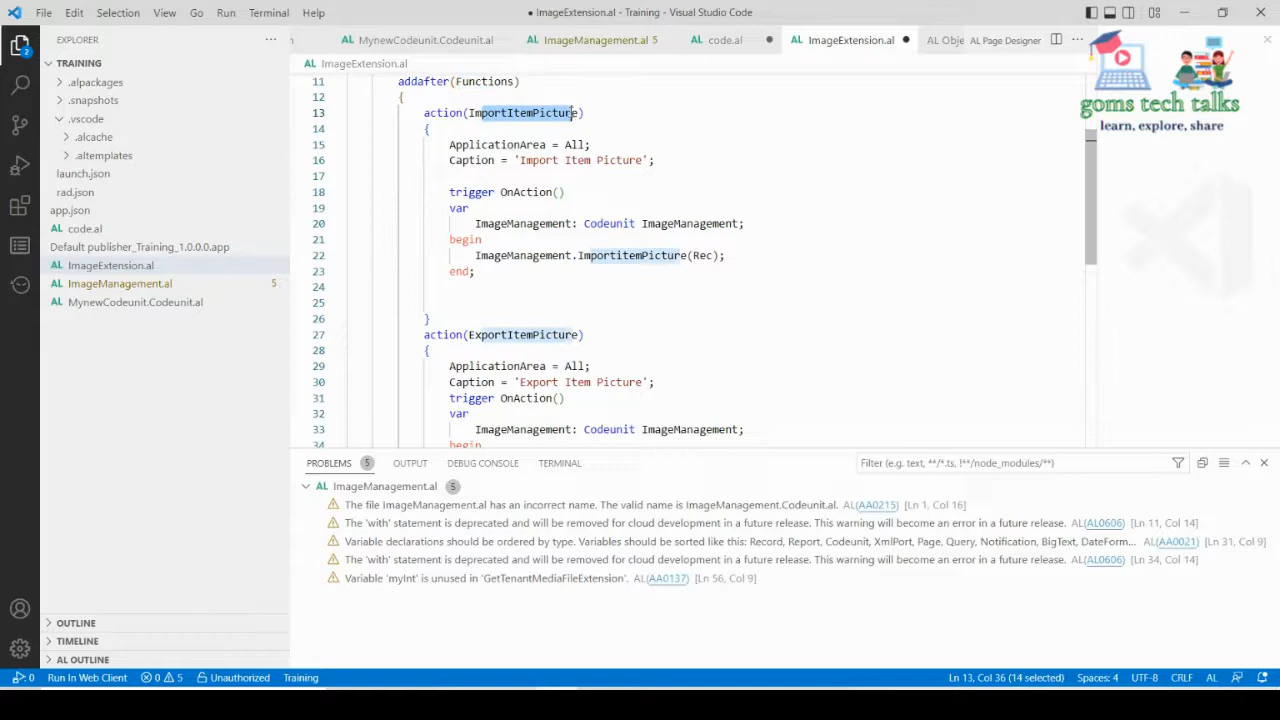 File Edit Selection View Go Run Terminal Help
● ImageExtension.al - Training - Visual Studio Code
EXPLORER
MynewCodeunit.Codeunit.al ImageManagement.al 5 code.al ImageExtension.al AL Obje AL Page Designer
TRAINING
.alpackages
.snapshots
.vscode
.alcache
.altemplates
launch.json
rad.json
app.json
code.al
Default publisher_Training_1.0.0.0.app
ImageExtension.al
ImageManagement.al 5
MynewCodeunit.Codeunit.al
OUTLINE
TIMELINE
AL OUTLINE
2
ImageExtension.al
11 addafter(Functions)
12 {
13 action(ImportItemPicture)
14 {
15 ApplicationArea = All;
16 Caption = 'Import Item Picture';
17
18 trigger OnAction()
19 var
20 ImageManagement: Codeunit ImageManagement;
21 begin
22 ImageManagement.ImportitemPicture(Rec);
23 end;
24
25
26 }
27 action(ExportItemPicture)
28 {
29 ApplicationArea = All;
30 Caption = 'Export Item Picture';
31 trigger OnAction()
32 var
33 ImageManagement: Codeunit ImageManagement;
34 begin
goms tech talks
learn, explore, share
PROBLEMS 5 OUTPUT DEBUG CONSOLE TERMINAL
Filter (e.g. text, **/*.ts, !**/node_modules/**)
ImageManagement.al 5
The file ImageManagement.al has an incorrect name. The valid name is ImageManagement.Codeunit.al. AL(AA0215) [Ln 1, Col 16]
The 'with' statement is deprecated and will be removed for cloud development in a future release. This warning will become an error in a future release. AL(AL0606) [Ln 11, Col 14]
Variable declarations should be ordered by type. Variables should be sorted like this: Record, Report, Codeunit, XmlPort, Page, Query, Notification, BigText, DateForm... AL(AA0021) [Ln 31, Col 9]
The 'with' statement is deprecated and will be removed for cloud development in a future release. This warning will become an error in a future release. AL(AL0606) [Ln 34, Col 14]
Variable 'myInt' is unused in 'GetTenantMediaFileExtension'. AL(AA0137) [Ln 56, Col 9]
0 Run In Web Client 0 5 Unauthorized Training
Ln 13, Col 36 (14 selected) Spaces: 4 UTF-8 CRLF AL